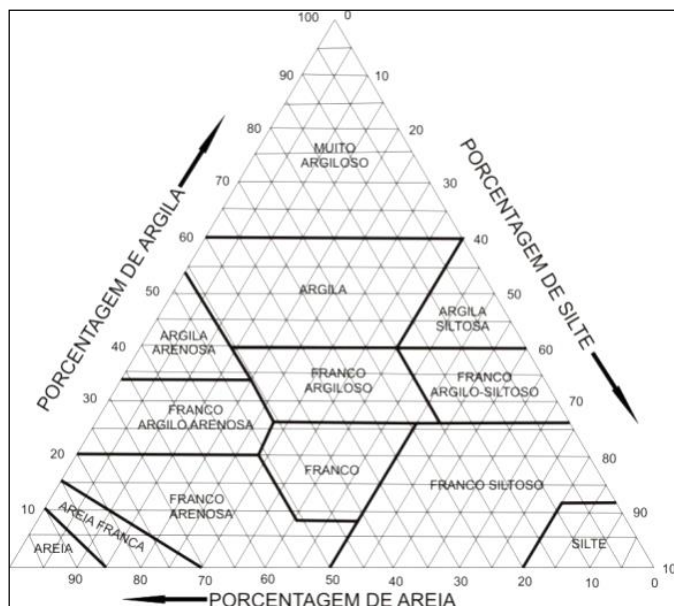 100
0
90
10
80
20
MUITO
ARGILOSO
70
30
60
40
ARGILA
50
50
ARGILA
SILTOSA
ARGILA
ARENOSA
40
60
FRANCO
ARGILOSO
FRANCO
ARGILO-SILTOSO
30
70
FRANCO
ARGILO ARENOSA
20
80
FRANCO
FRANCO SILTOSO
FRANCO
ARENOSA
AREIA FRANCA
10
90
AREIA
SILTE
10
90
80
70
60
50
40
30
20
10
0
PORCENTAGEM DE ARGILA
PORCENTAGEM DE SILTE
PORCENTAGEM DE AREIA